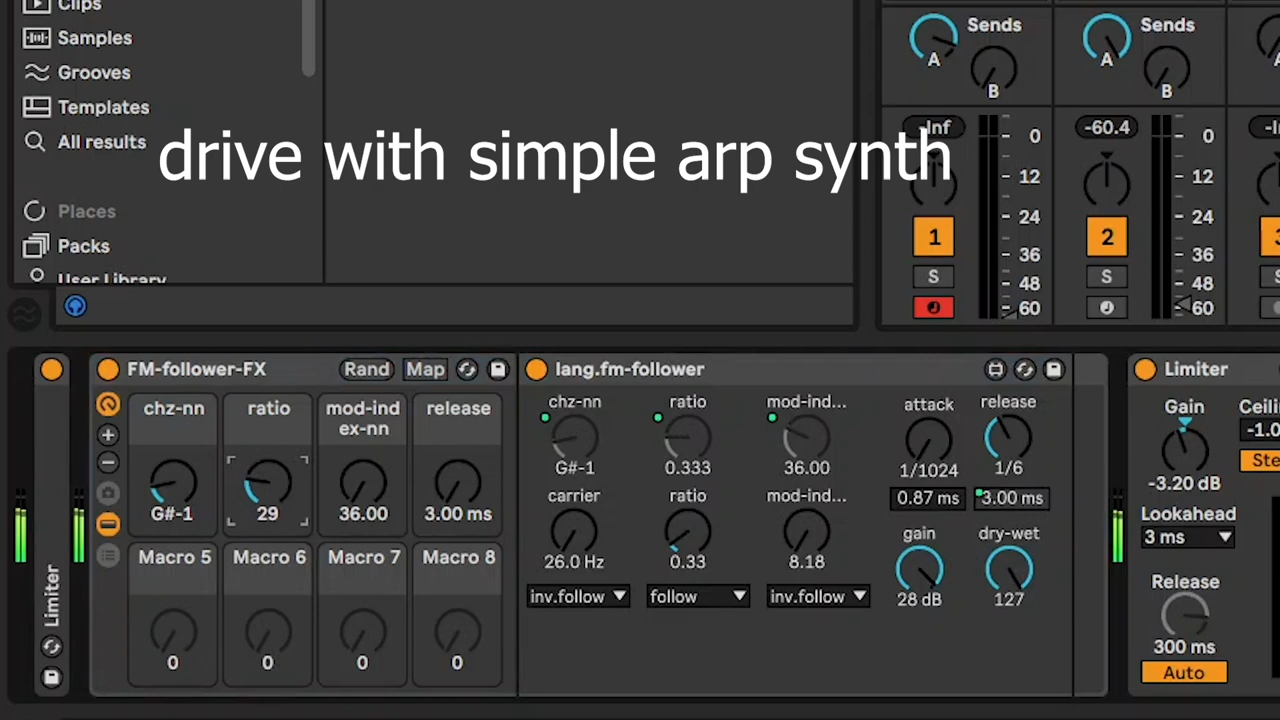 Clips
Samples
Grooves
Templates
All results
Places
Packs
User Library
drive with simple arp synth
Sends
A
B
Sends
A
B
-Inf
0
12
24
36
48
60
1
S
-60.4
0
12
24
36
48
60
2
S
Limiter
FM-follower-FX
Rand
Map
chz-nn
ratio
mod-ind
ex-nn
release
G#-1
29
36.00
3.00 ms
Macro 5
Macro 6
Macro 7
Macro 8
0
0
0
0
lang.fm-follower
chz-nn
ratio
mod-ind...
attack
release
G#-1
0.333
36.00
1/1024
1/6
carrier
ratio
mod-ind...
0.87 ms
3.00 ms
26.0 Hz
0.33
8.18
gain
dry-wet
28 dB
127
inv.follow
follow
inv.follow
Limiter
Gain
-3.20 dB
Lookahead
3 ms
Release
300 ms
Auto